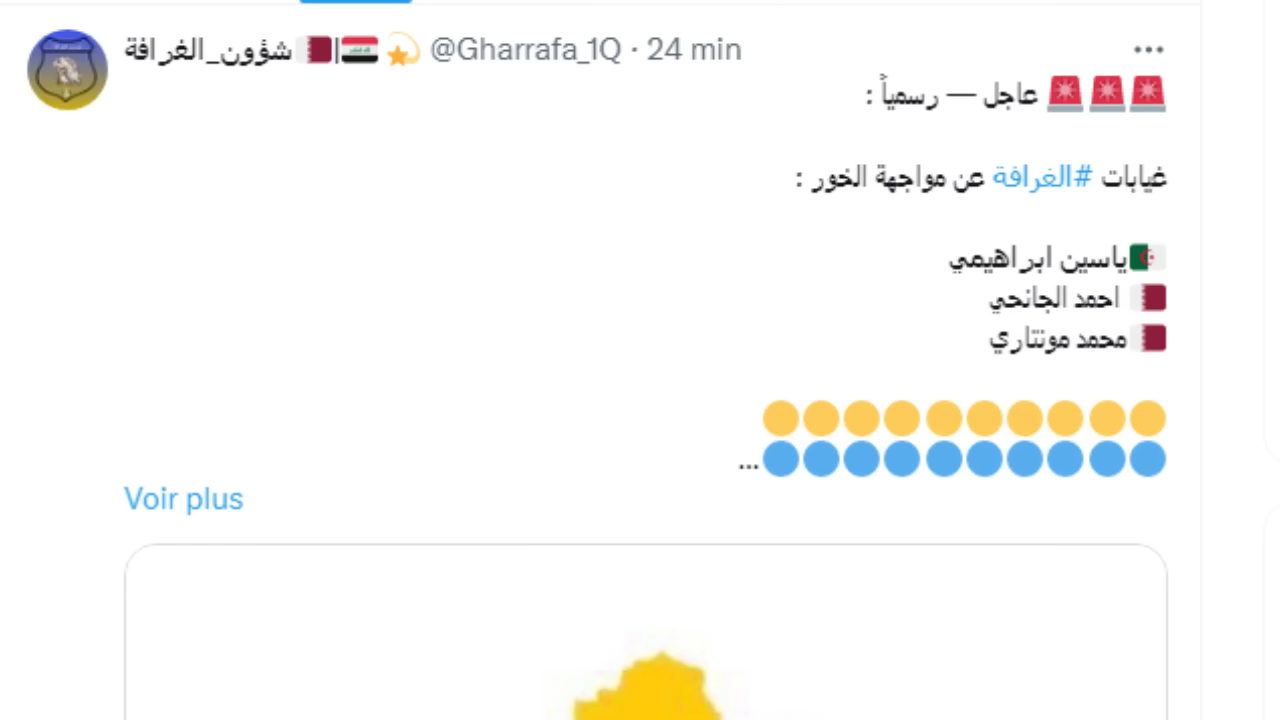 شؤون_الغرافة🇶🇦|🇮🇶 💫 @Gharrafa_1Q · 24 min
🚨🚨🚨 عاجل — رسمياً :
غيابات #الغرافة عن مواجهة الخور :
🇩🇿ياسين ابراهيمي
🇶🇦 احمد الجانحي
🇶🇦محمد مونتاري
🟡🟡🟡🟡🟡🟡🟡🟡🟡🟡
🔵🔵🔵🔵🔵🔵🔵🔵🔵🔵...
Voir plus